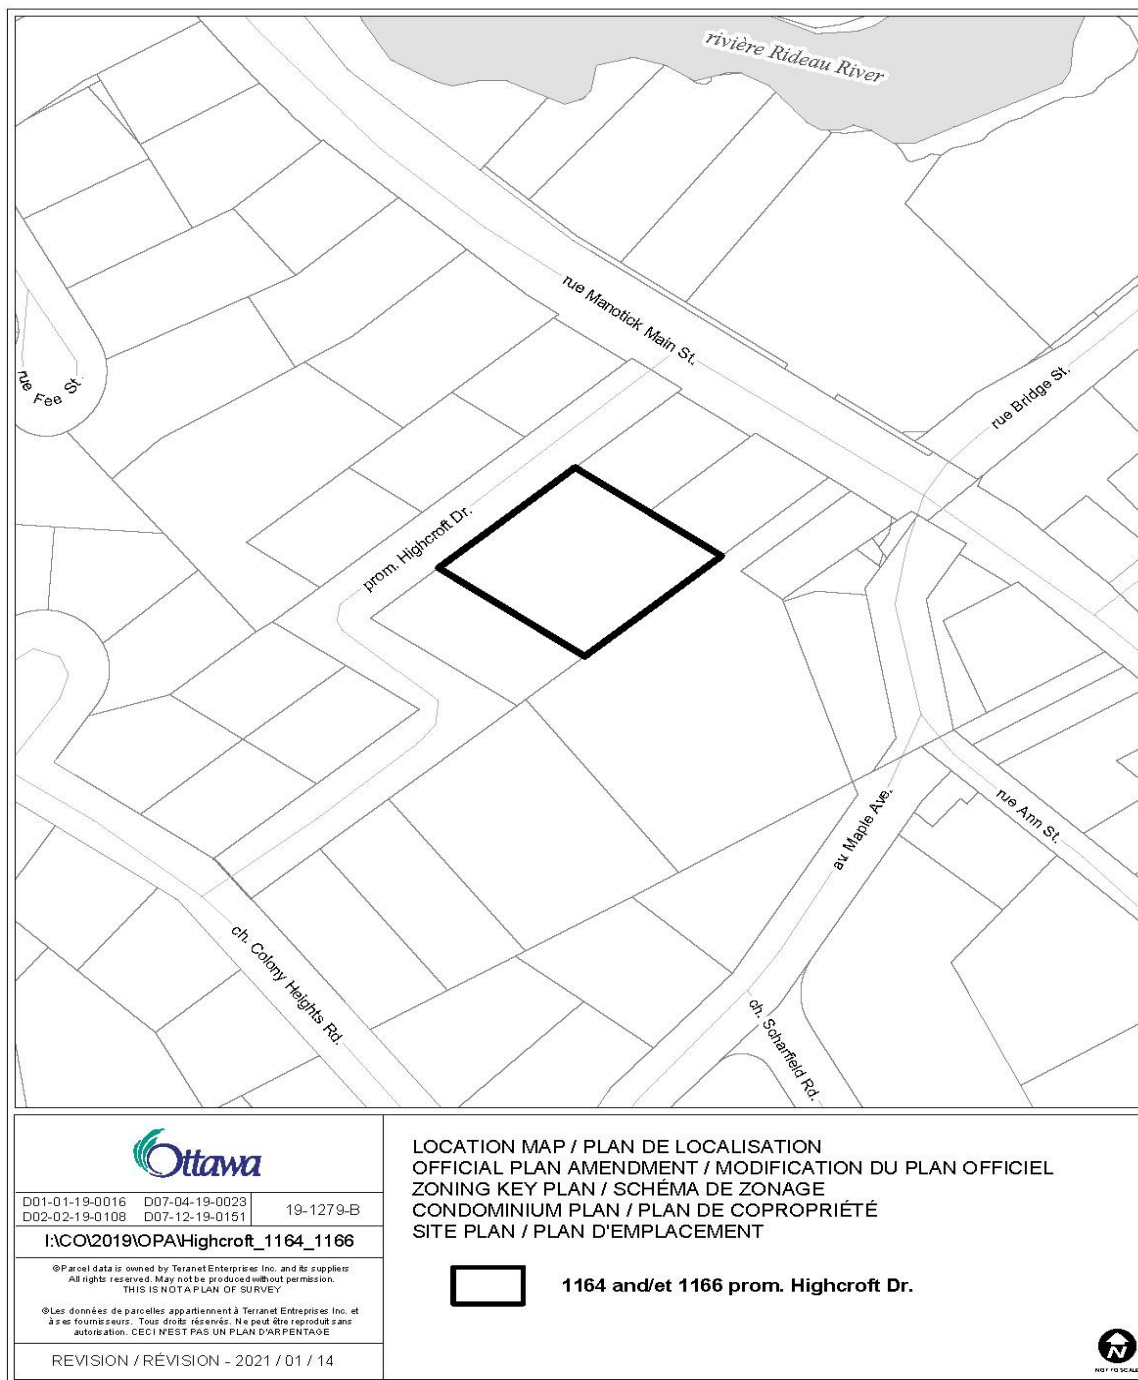 rivière Rideau River
rue Manotick Main St.
rue Bridge St.
rue Fee St.
prom. Highcroft Dr.
rue Ann St.
av. Maple Ave.
ch. Colony Heights Rd.
ch. Scharfield Rd.
Ottawa
D01-01-19-0016 D07-04-19-0023
D02-02-19-0108 D07-12-19-0151
19-1279-B
I:\CO\2019\OPA\Highcroft_1164_1166
©Parcel data is owned by Teranet Enterprises Inc. and its suppliers
All rights reserved. May not be produced without permission.
THIS IS NOT A PLAN OF SURVEY
©Les données de parcelles appartiennent à Teranet Entreprises Inc. et
à ses fournisseurs. Tous droits réservés. Ne peut être reproduit sans
autorisation. CECI N'EST PAS UN PLAN D'ARPENTAGE
REVISION / RÉVISION - 2021 / 01 / 14
LOCATION MAP / PLAN DE LOCALISATION
OFFICIAL PLAN AMENDMENT / MODIFICATION DU PLAN OFFICIEL
ZONING KEY PLAN / SCHÉMA DE ZONAGE
CONDOMINIUM PLAN / PLAN DE COPROPRIÉTÉ
SITE PLAN / PLAN D'EMPLACEMENT
1164 and/et 1166 prom. Highcroft Dr.
N
NOT TO SCALE